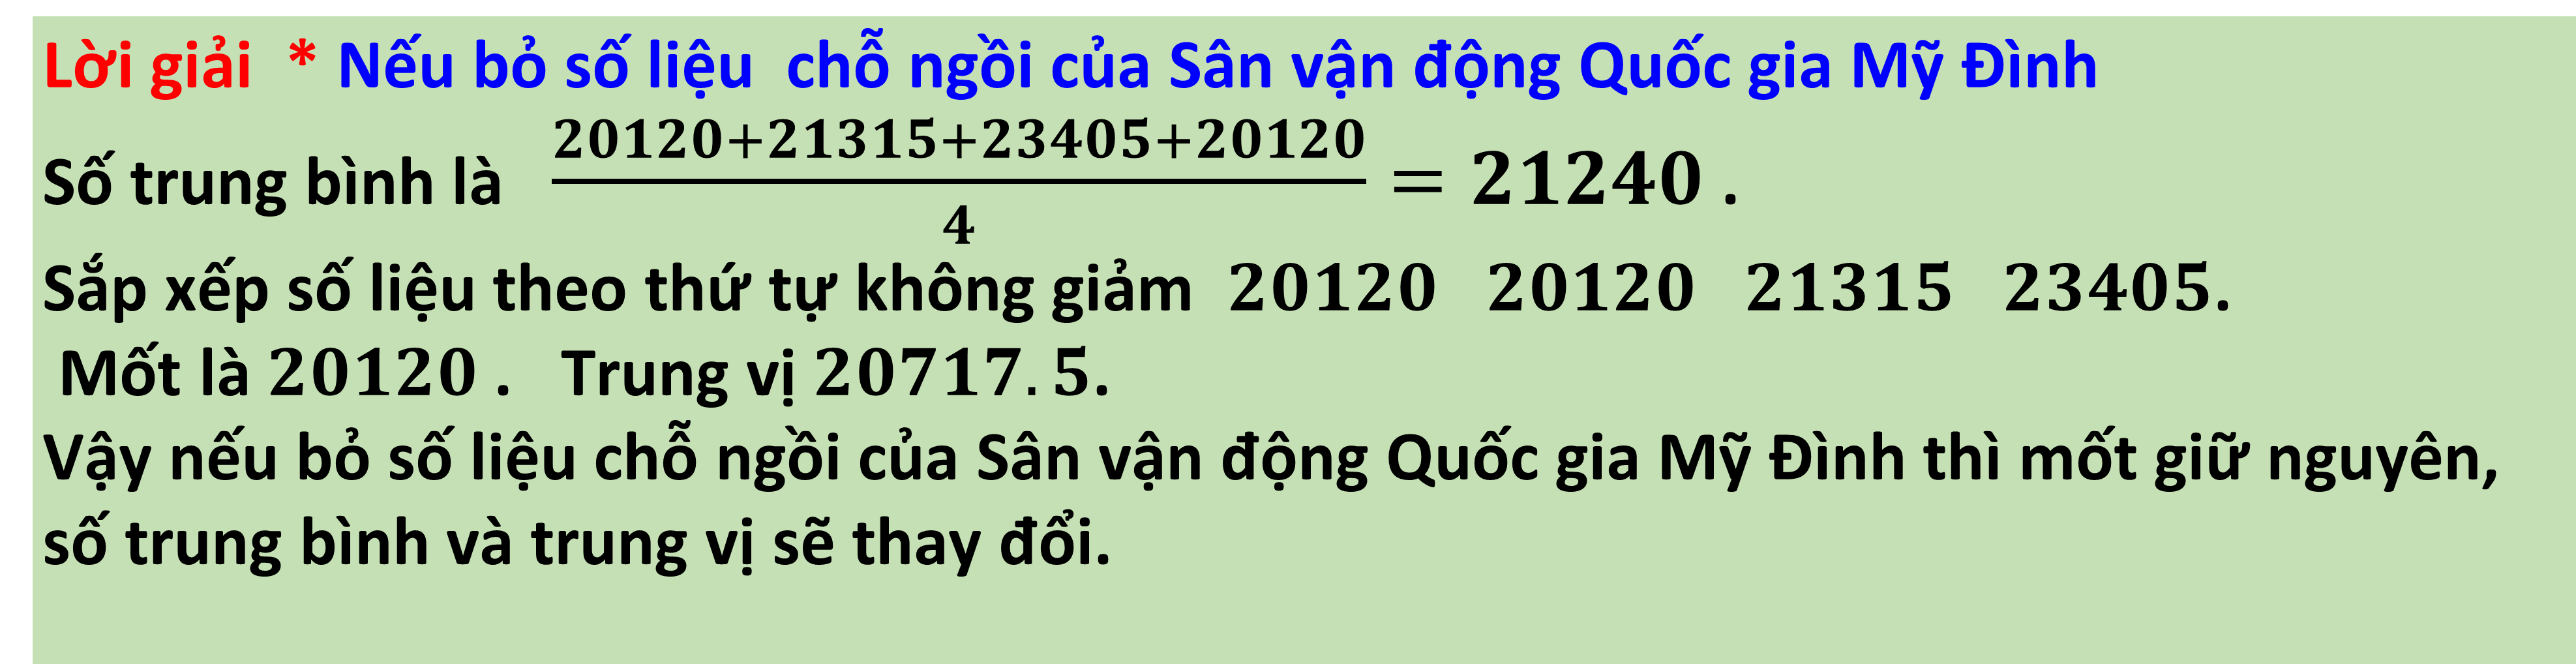 Lời giải * Nếu bỏ số liệu chỗ ngồi của Sân vận động Quốc gia Mỹ Đình
Số trung bình là \frac{20120+21315+23405+20120}{4} = 21240 .
Sắp xếp số liệu theo thứ tự không giảm 20120 20120 21315 23405.
Mốt là 20120 . Trung vị 20717.5.
Vậy nếu bỏ số liệu chỗ ngồi của Sân vận động Quốc gia Mỹ Đình thì mốt giữ nguyên,
số trung bình và trung vị sẽ thay đổi.